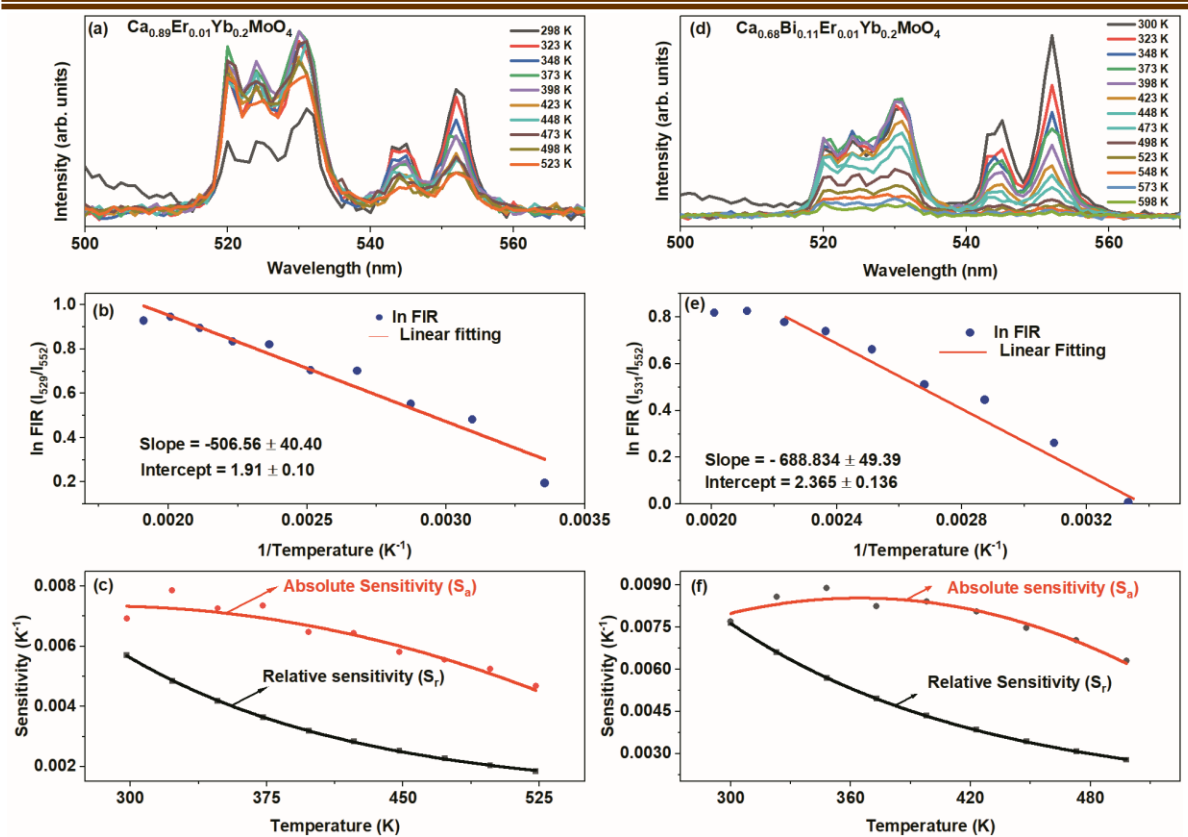 (a) Ca0.89Er0.01Yb0.2MoO4
298 K
323 K
348 K
373 K
398 K
423 K
448 K
473 K
498 K
523 K
Intensity (arb. units)
500 520 540 560
Wavelength (nm)
(d) Ca0.68Bi0.11Er0.01Yb0.2MoO4
300 K
323 K
348 K
373 K
398 K
423 K
448 K
473 K
498 K
523 K
548 K
573 K
598 K
Intensity (arb. units)
500 520 540 560
Wavelength (nm)
(b)
ln FIR
Linear fitting
Slope = -506.56 ± 40.40
Intercept = 1.91 ± 0.10
ln FIR (I529/I552)
1.0
0.8
0.6
0.4
0.2
0.0020 0.0025 0.0030 0.0035
1/Temperature (K-1)
(e)
ln FIR
Linear Fitting
Slope = - 688.834 ± 49.39
Intercept = 2.365 ± 0.136
ln FIR (I531/I552)
0.8
0.6
0.4
0.2
0.0
0.0020 0.0024 0.0028 0.0032
1/Temperature (K-1)
(c)
Absolute Sensitivity (Sa)
Relative sensitivity (Sr)
Sensitivity (K-1)
0.008
0.006
0.004
0.002
300 375 450 525
Temperature (K)
(f)
Absolute sensitivity (Sa)
Relative Sensitivity (Sr)
Sensitivity (K-1)
0.0090
0.0075
0.0060
0.0045
0.0030
300 360 420 480
Temperature (K)